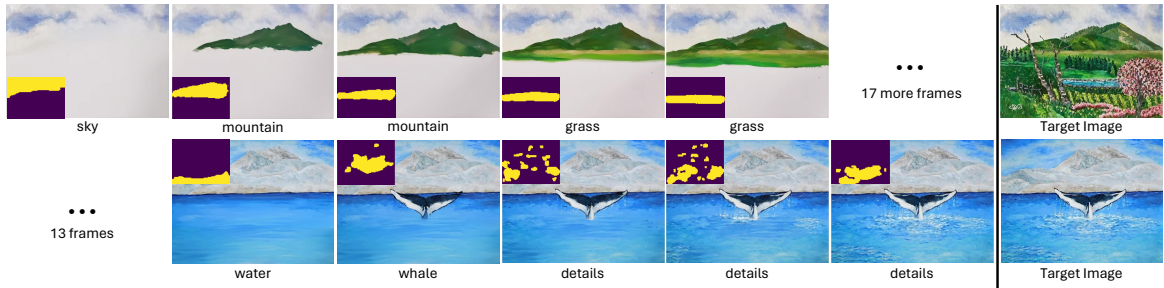 •••
17 more frames
sky
mountain
mountain
grass
grass
Target Image
•••
13 frames
water
whale
details
details
details
Target Image